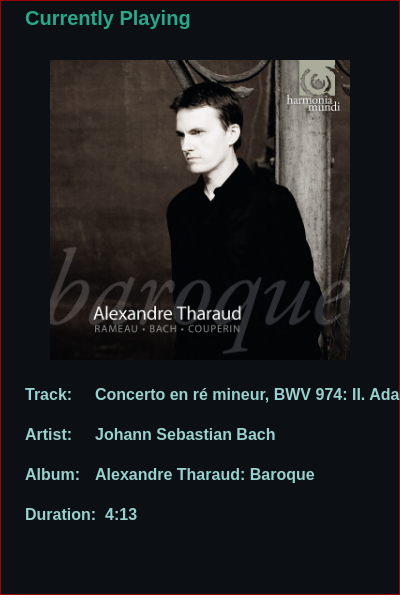 Currently Playing
harmonia
mundi
baroque
Alexandre Tharaud
RAMEAU • BACH • COUPERIN
Track: Concerto en ré mineur, BWV 974: II. Ada
Artist: Johann Sebastian Bach
Album: Alexandre Tharaud: Baroque
Duration: 4:13